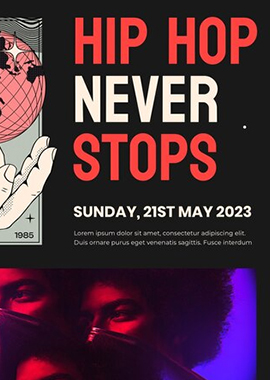 HIP HOP
NEVER
STOPS
SUNDAY, 21ST MAY 2023
Lorem ipsum dolor sit amet, consectetur adipiscing elit.
Duis ornare purus eget venenatis sagittis. Fusce interdum
1985